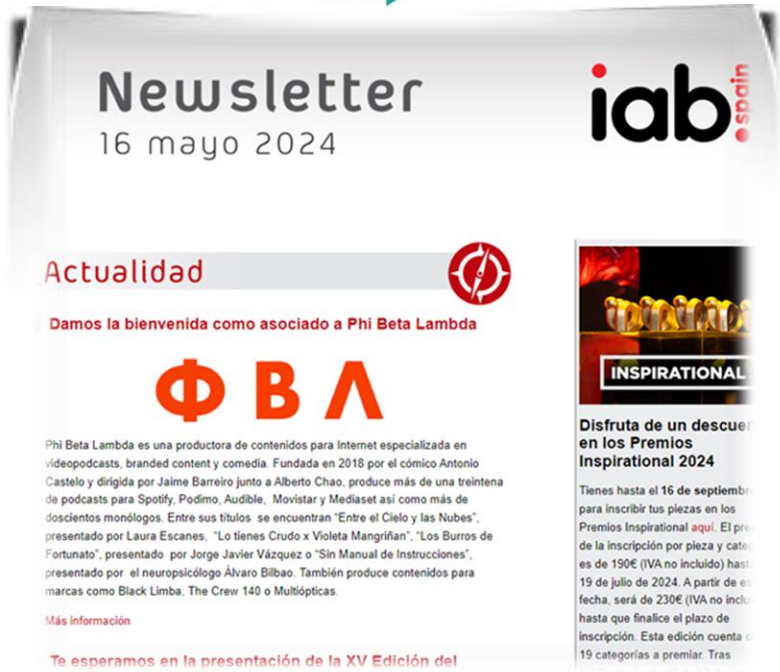 Newsletter
16 mayo 2024
iab
spain
Actualidad
Damos la bienvenida como asociado a Phi Beta Lambda
Φ B Λ
Phi Beta Lambda es una productora de contenidos para Internet especializada en
videopodcasts, branded content y comedia. Fundada en 2018 por el cómico Antonio
Castelo y dirigida por Jaime Barreiro junto a Alberto Chao, produce más de una treintena
de podcasts para Spotify, Podimo, Audible, Movistar y Mediaset así como más de
doscientos monólogos. Entre sus títulos se encuentran "Entre el Cielo y las Nubes",
presentado por Laura Escanes, "Lo tienes Crudo x Violeta Mangriñan", "Los Burros de
Fortunato", presentado por Jorge Javier Vázquez o "Sin Manual de Instrucciones",
presentado por el neuropsicólogo Álvaro Bilbao. También produce contenidos para
marcas como Black Limba, The Crew 140 o Multiópticas.
Más información
Te esperamos en la presentación de la XV Edición del
INSPIRATIONAL
Disfruta de un
en los Premios
Inspirational 2024
Tienes hasta el 16 de
para inscribir tus piezas en los
Premios Inspirational aquí. El
de la inscripción por pieza y
es de 190€ (IVA no incluido)
19 de julio de 2024. A partir de
fecha, será de 230€ (IVA no
hasta que finalice el plazo de
inscripción. Esta edición cuenta
19 categorías a premiar. Tras